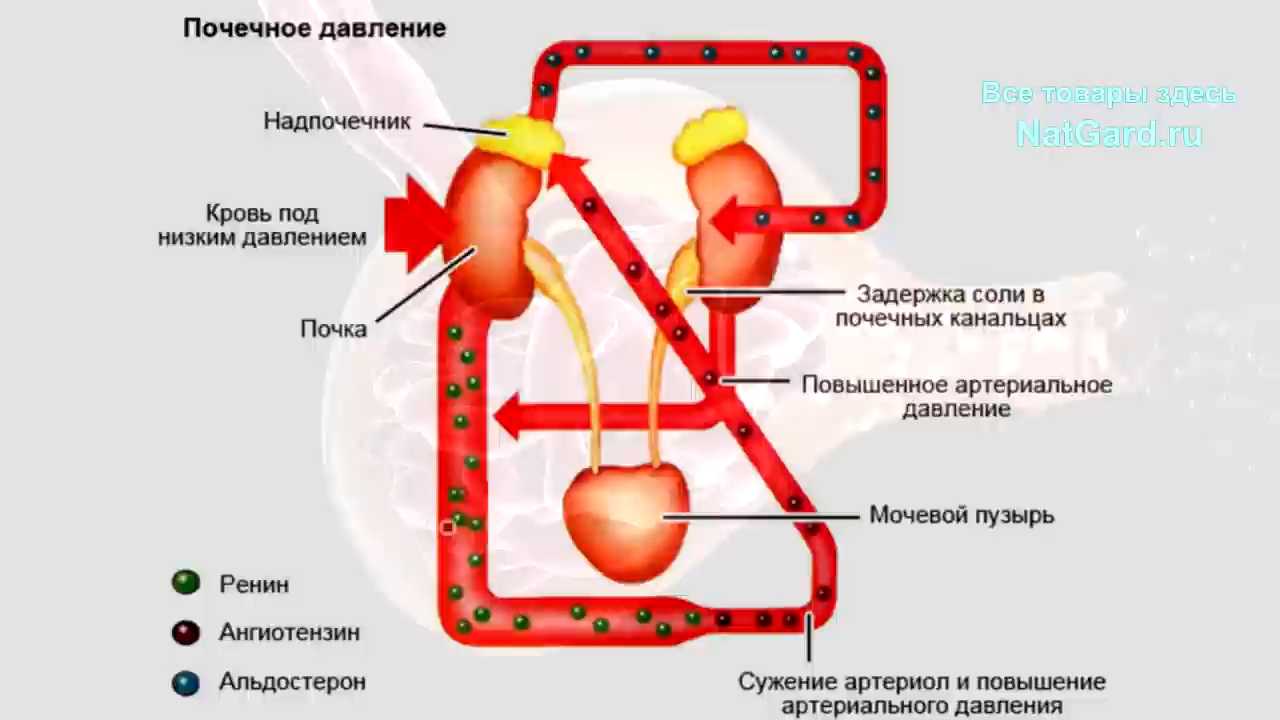 Почечное давление
Все товары здесь
NatGard.ru
Надпочечник
Кровь под
низким давлением
Почка
Задержка соли в
почечных канальцах
Повышенное артериальное
давление
Мочевой пузырь
Ренин
Ангиотензин
Альдостерон
Сужение артериол и повышение
артериального давления